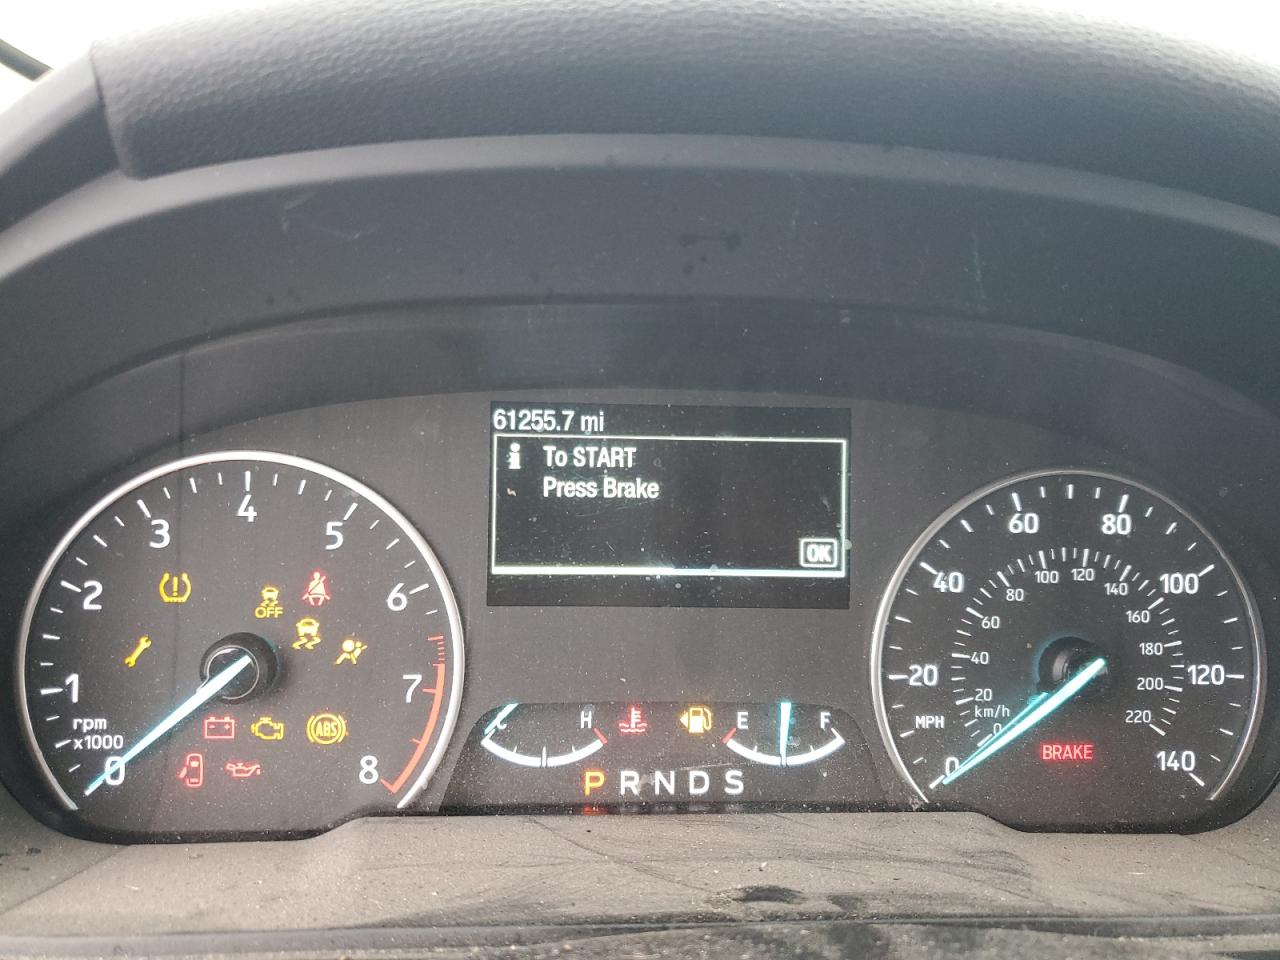 61255.7 mi
i To START
Press Brake
OK
0
1
2
3
4
5
6
7
8
rpm
x1000
OFF
ABS
C H
E F
P R N D S
0
20
40
60
80
100
120
140
MPH
0
20
40
60
80
100
120
140
160
180
200
220
km/h
BRAKE